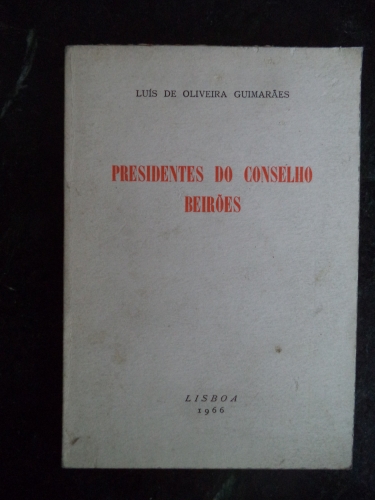 LUÍS DE OLIVEIRA GUIMARÃES
PRESIDENTES DO CONSELHO
BEIRÕES
LISBOA
1966